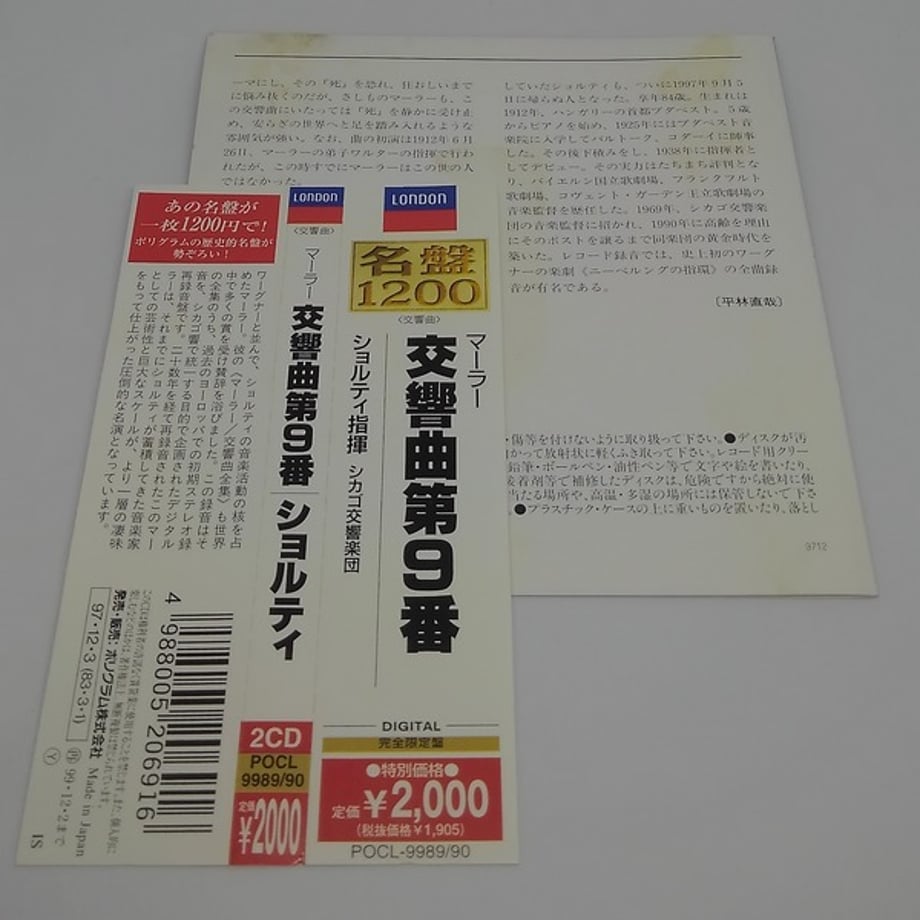 ーマにし、その『死』を恐れ、狂おしいまで
に悩み抜くのだが、さしものマーラーも、こ
の交響曲にいたっては『死』を静かに受け止
め、安らぎの世界へと足を踏み入れるような
雰囲気が強い。なお、曲の初演は1912年6月
26日、マーラーの弟子ワルターの指揮で行わ
れたが、この時すでにマーラーはこの世の人
ではなかった。
していたショルティも、ついに1997年9月5
日に帰らぬ人となった。享年84歳。生まれは
1912年、ハンガリーの首都ブダペスト。5歳
からピアノを始め、1925年にはブダペスト音
楽院に入学してバルトーク、コダーイに師事
した。その後下積みをし、1938年に指揮者と
してデビュー。その実力はたちまち評判とな
り、バイエルン国立歌劇場、フランクフルト
歌劇場、コヴェント・ガーデン王立歌劇場の
音楽監督を歴任した。1969年、シカゴ交響楽
団の音楽監督に招かれ、1990年に高齢を理由
にそのポストを譲るまで同楽団の黄金時代を
築いた。レコード録音では、史上初のワーグ
ナーの楽劇《ニーベルングの指環》の全曲録
音が有名である。
〔平林直哉〕
・傷等を付けないように取り扱って下さい。●ディスクが汚
かって放射状に軽くふき取って下さい。レコード用クリー
鉛筆・ボールペン・油性ペン等で文字や絵を書いたり、
接着剤等で補修したディスクは、危険ですから絶対に使
当たる場所や、高温・多湿の場所には保管しないで下さ
●プラスチック・ケースの上に重いものを置いたり、落とし
9712
あの名盤が
一枚1200円で!
ポリグラムの歴史的名盤が
勢ぞろい!
ワーグナーと並んで、ショルティの音楽活動の核を占
めたマーラー。彼の《マーラー/交響曲全集》も世界
中で多くの賞を受け賛辞を浴びました。この録音はそ
の全集のうち、過去のヨーロッパでの初期ステレオ録
音を、シカゴ響で統一する目的で企画されたデジタル
再録音盤です。二十数年を経て再録音されたこのマー
ラーは、それまでにショルティが蓄積してきた音楽家
としての芸術性と巨大なスケールが、より一層の凄味
をもって仕上がった圧倒的な名演となっています。
4 988005 206916
発売・販売:ポリグラム株式会社 Made in Japan
97・12・3 (83・3・1)
99・12・2まで
Y
IS
LONDON
〈交響曲〉
マーラー
交響曲第9番
ショルティ
2CD
POCL
9989/90
定価
¥2000
LONDON
名盤
1200
〈交響曲〉
マーラー
交響曲第9番
ショルティ指揮 シカゴ交響楽団
DIGITAL
完全限定盤
●特別価格●
定価 ¥2,000
(税抜価格¥1,905)
POCL-9989/90